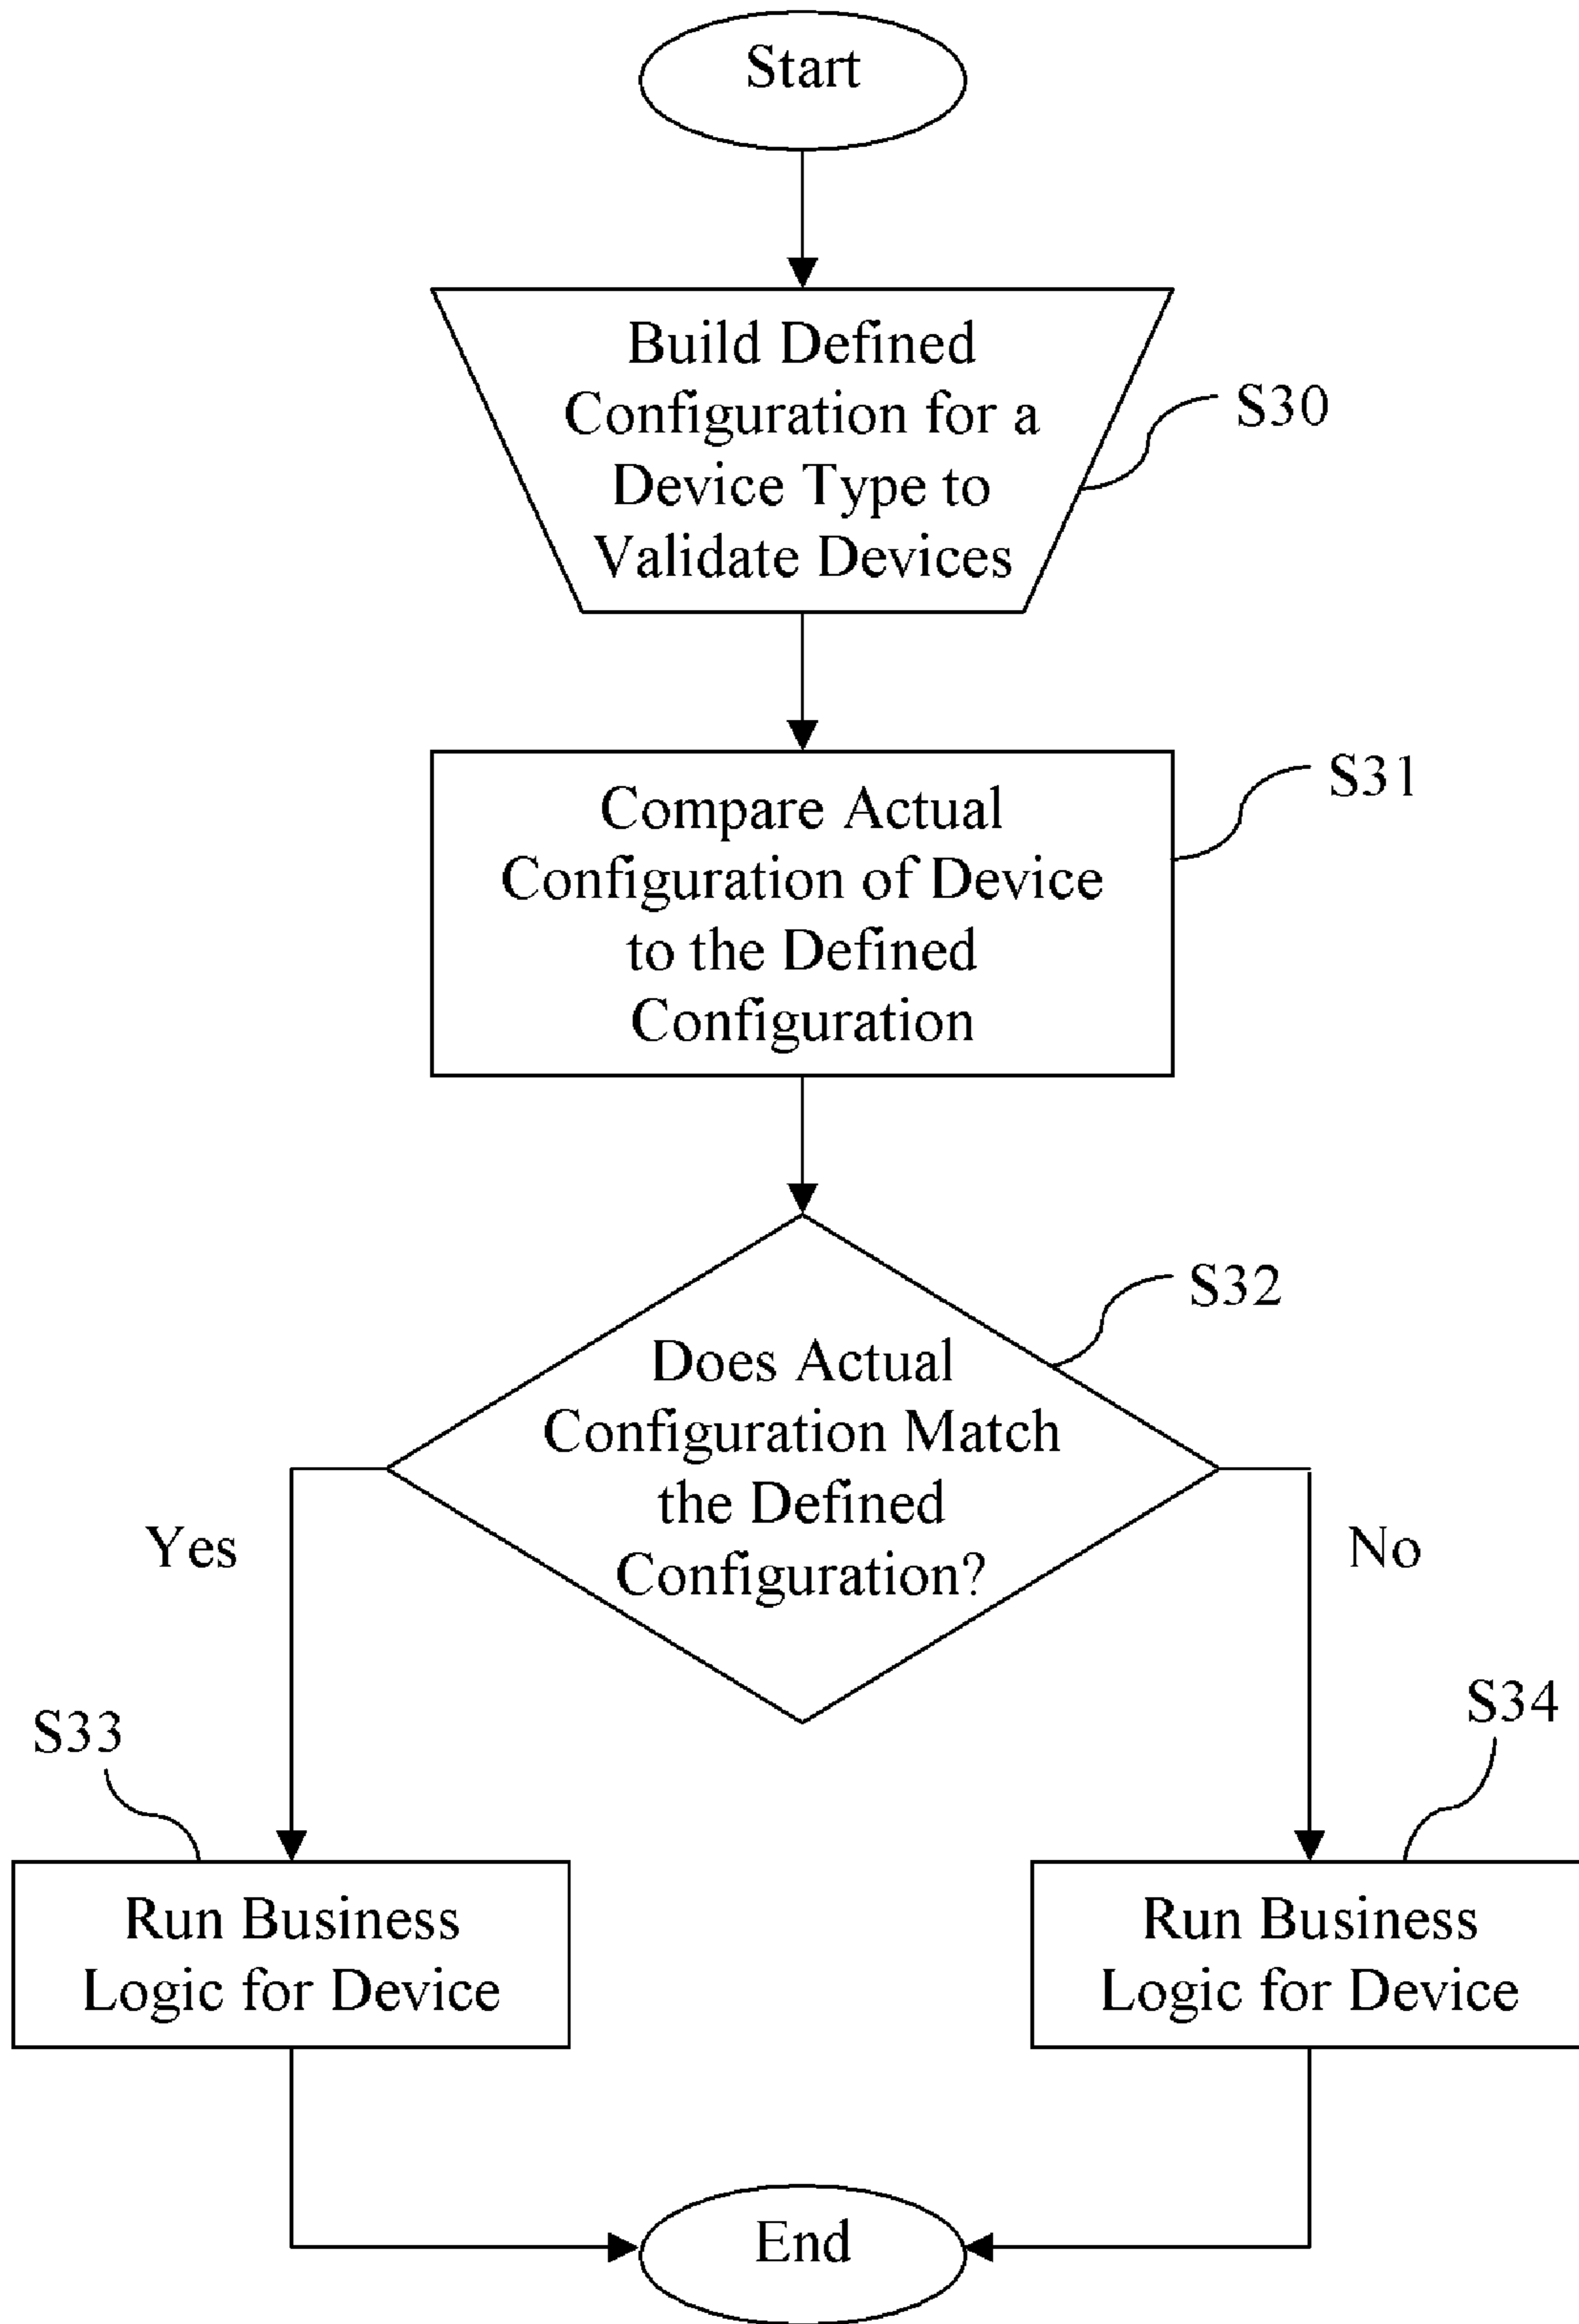 Start
Build Defined
Configuration for a
Device Type to
Validate Devices
S30
Compare Actual
Configuration of Device
to the Defined
Configuration
S31
Does Actual
Configuration Match
the Defined
Configuration?
S32
Yes
No
S33
Run Business
Logic for Device
S34
Run Business
Logic for Device
End